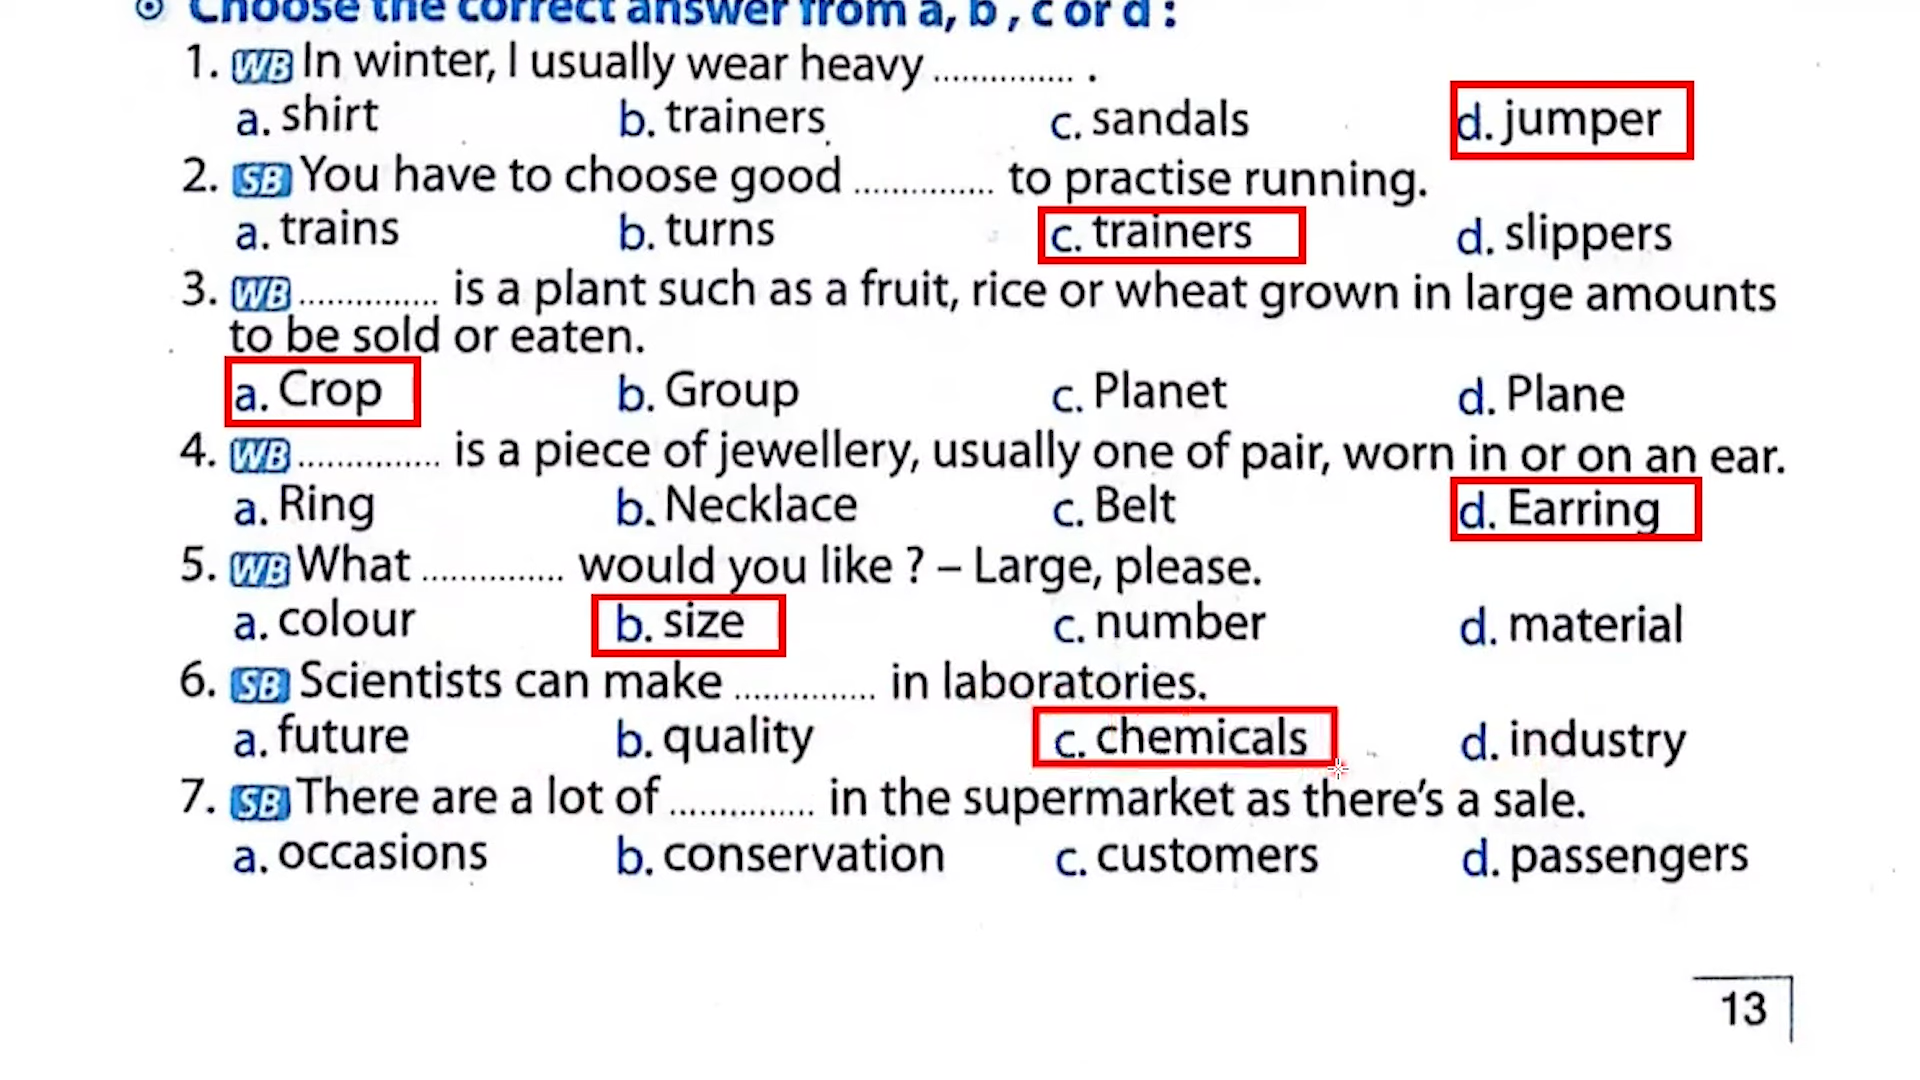 Choose the correct answer from a, b , c or d :
1. WB In winter, I usually wear heavy ............... .
a. shirt b. trainers c. sandals d. jumper
2. SB You have to choose good ............... to practise running.
a. trains b. turns c. trainers d. slippers
3. WB ............... is a plant such as a fruit, rice or wheat grown in large amounts
to be sold or eaten.
a. Crop b. Group c. Planet d. Plane
4. WB ............... is a piece of jewellery, usually one of pair, worn in or on an ear.
a. Ring b. Necklace c. Belt d. Earring
5. WB What ............... would you like ? – Large, please.
a. colour b. size c. number d. material
6. SB Scientists can make ............... in laboratories.
a. future b. quality c. chemicals d. industry
7. SB There are a lot of ............... in the supermarket as there's a sale.
a. occasions b. conservation c. customers d. passengers
13